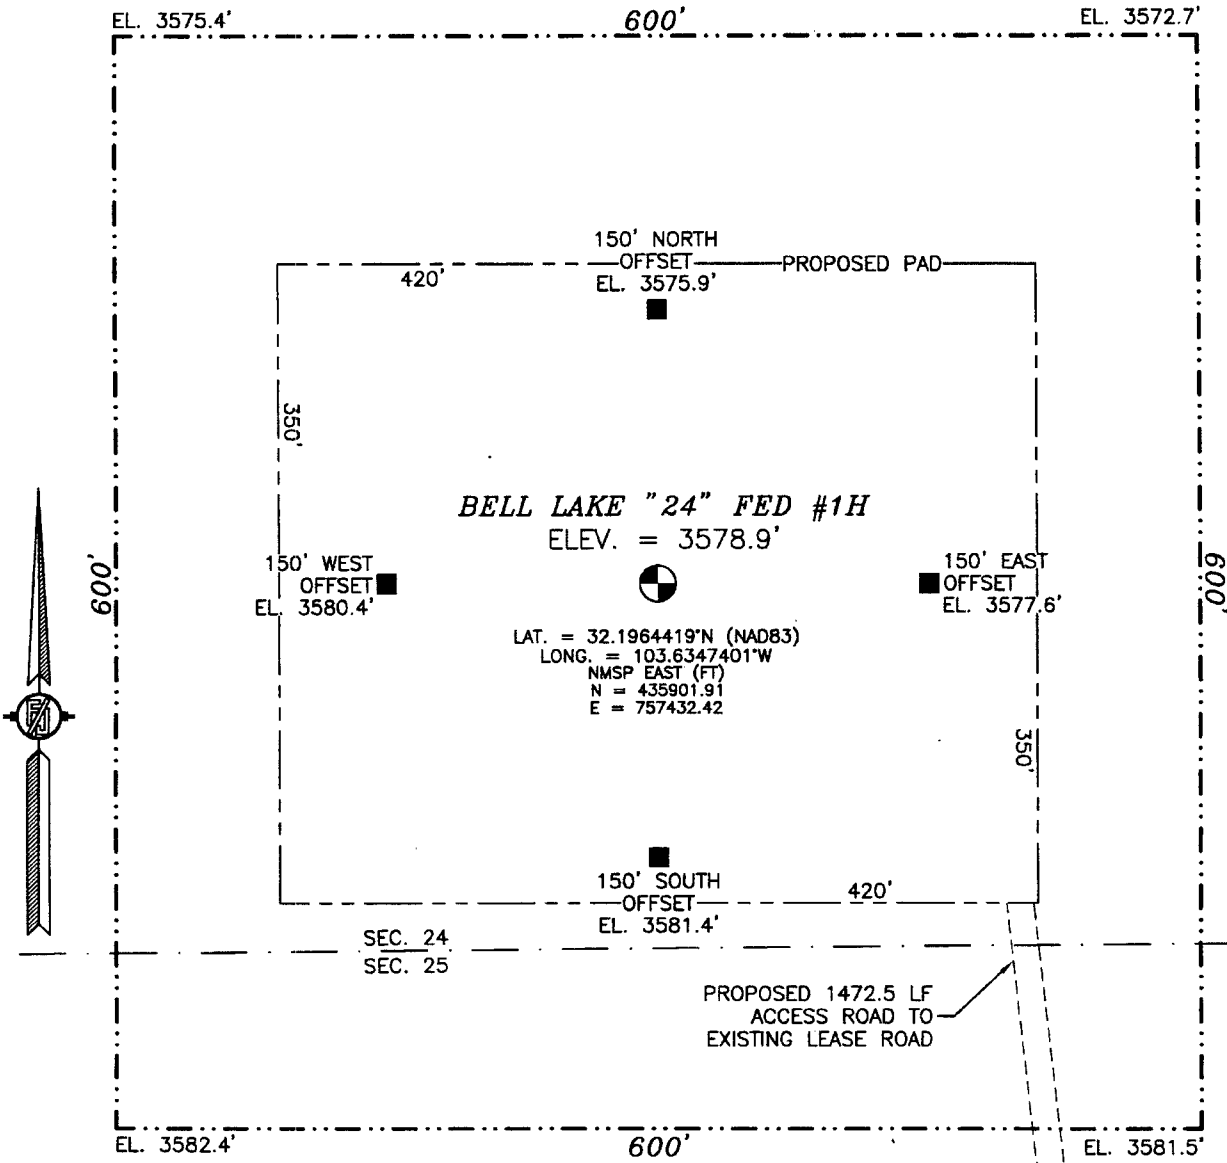 EL. 3575.4'
600'
EL. 3572.7'
150' NORTH
OFFSET
PROPOSED PAD
420'
EL. 3575.9'
350'
BELL LAKE "24" FED #1H
ELEV. = 3578.9'
150' WEST
OFFSET
EL. 3580.4'
150' EAST
OFFSET
EL. 3577.6'
600'
600'
LAT. = 32.1964419°N (NAD83)
LONG. = 103.6347401°W
NMSP EAST (FT)
N = 435901.91
E = 757432.42
350'
150' SOUTH
OFFSET
EL. 3581.4'
420'
SEC. 24
SEC. 25
PROPOSED 1472.5 LF
ACCESS ROAD TO
EXISTING LEASE ROAD
EL. 3582.4'
600'
EL. 3581.5'